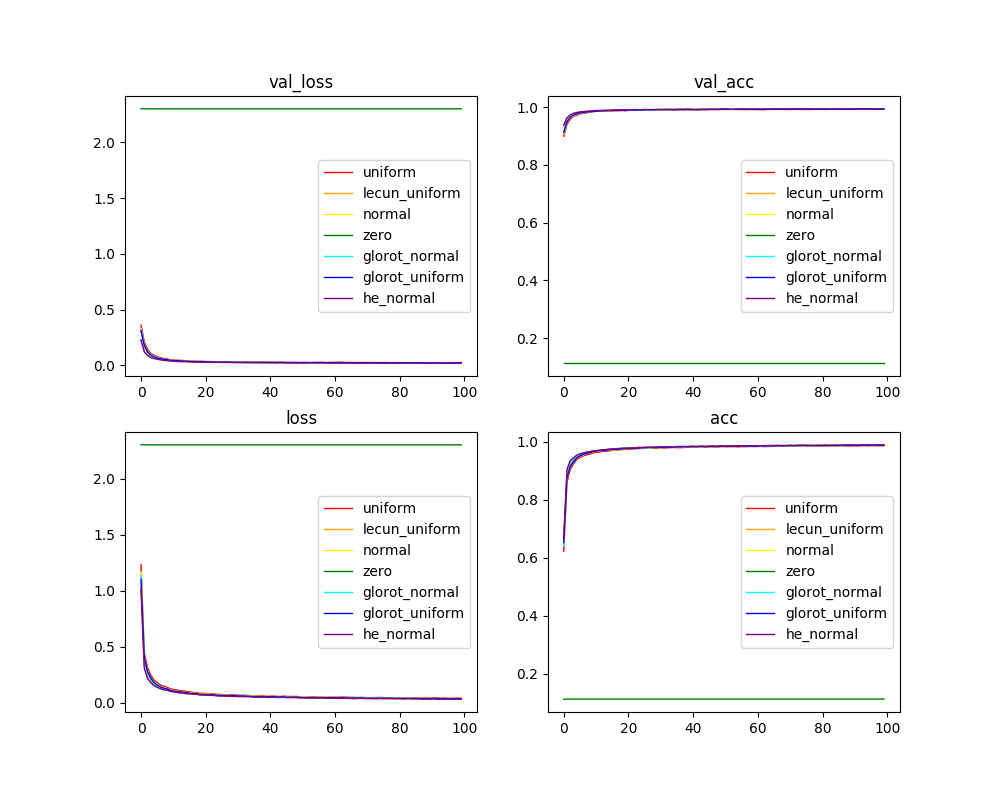 val_loss
2.0
1.5
1.0
0.5
0.0
0 20 40 60 80 100
uniform
lecun_uniform
normal
zero
glorot_normal
glorot_uniform
he_normal
val_acc
1.0
0.8
0.6
0.4
0.2
0 20 40 60 80 100
uniform
lecun_uniform
normal
zero
glorot_normal
glorot_uniform
he_normal
loss
2.0
1.5
1.0
0.5
0.0
0 20 40 60 80 100
uniform
lecun_uniform
normal
zero
glorot_normal
glorot_uniform
he_normal
acc
1.0
0.8
0.6
0.4
0.2
0 20 40 60 80 100
uniform
lecun_uniform
normal
zero
glorot_normal
glorot_uniform
he_normal